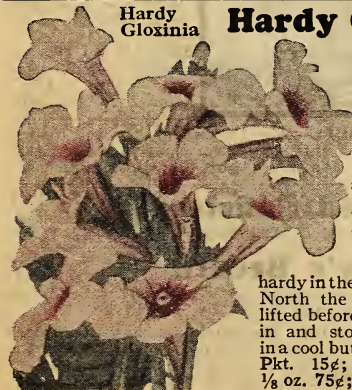 Hardy
Gloxinia
Hardy
hardy in the
North the
lifted before
in and sto
in a cool but
Pkt. 15¢;
⅛ oz. 75¢;